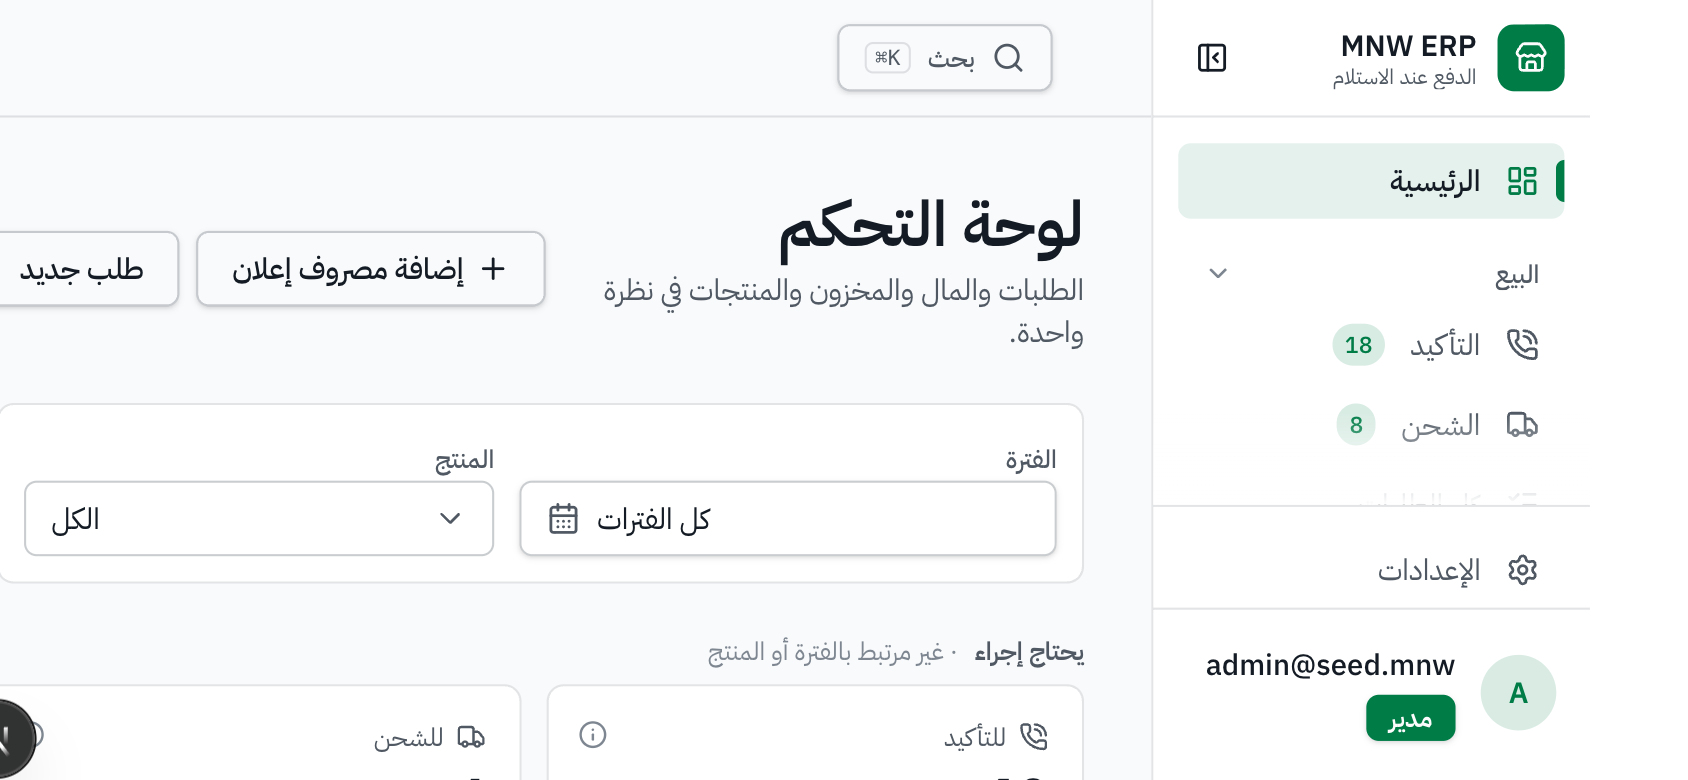 MNW ERP
الدفع عند الاستلام
بحث ⌘K
الرئيسية
البيع
التأكيد 18
الشحن 8
الإعدادات
admin@seed.mnw
مدير
A
لوحة التحكم
الطلبات والمال والمخزون والمنتجات في نظرة
واحدة.
إضافة مصروف إعلان
طلب جديد
الفترة
كل الفترات
المنتج
الكل
يحتاج إجراء · غير مرتبط بالفترة أو المنتج
للتأكيد
للشحن